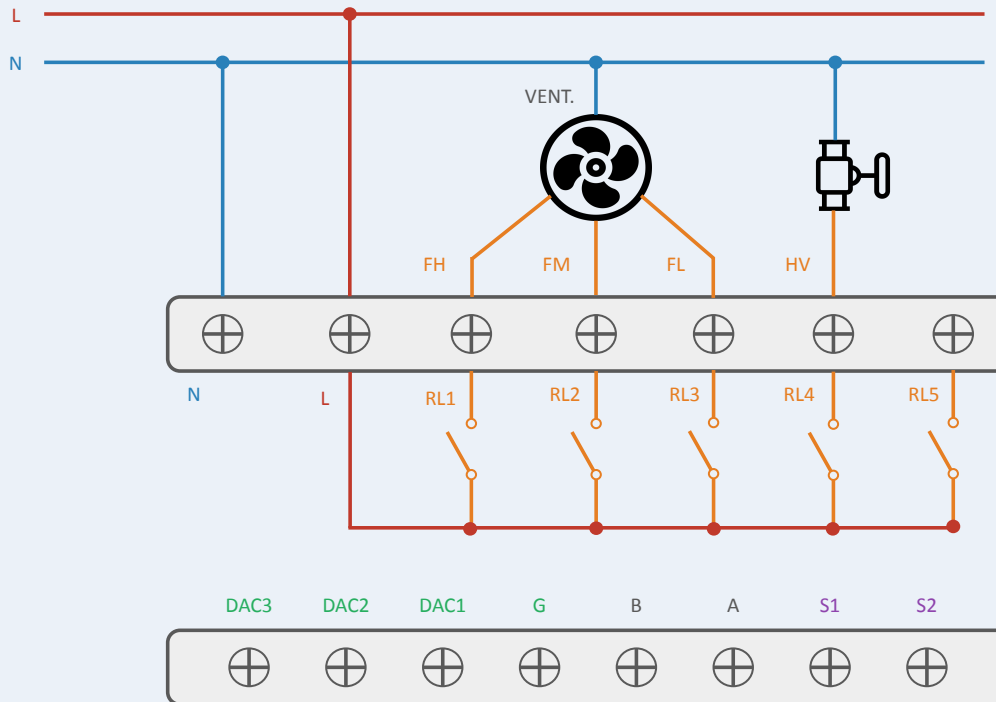 L
N
VENT.
FH FM FL HV
N L RL1 RL2 RL3 RL4 RL5
DAC3 DAC2 DAC1 G B A S1 S2